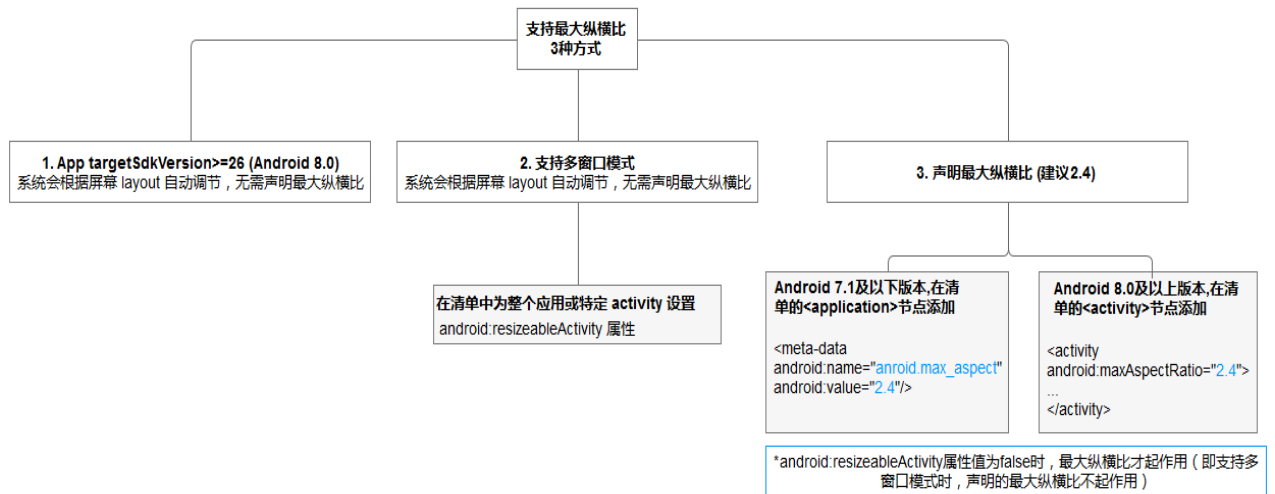 支持最大纵横比
3种方式
1. App targetSdkVersion>=26 (Android 8.0)
系统会根据屏幕 layout 自动调节，无需声明最大纵横比
2. 支持多窗口模式
系统会根据屏幕 layout 自动调节，无需声明最大纵横比
3. 声明最大纵横比 (建议2.4)
在清单中为整个应用或特定 activity 设置
android:resizeableActivity 属性
Android 7.1及以下版本,在清
单的<application>节点添加
<meta-data
android:name="anroid.max_aspect"
android:value="2.4"/>
Android 8.0及以上版本,在清
单的<activity>节点添加
<activity
android:maxAspectRatio="2.4">
...
</activity>
*android:resizeableActivity属性值为false时，最大纵横比才起作用（即支持多
窗口模式时，声明的最大纵横比不起作用）